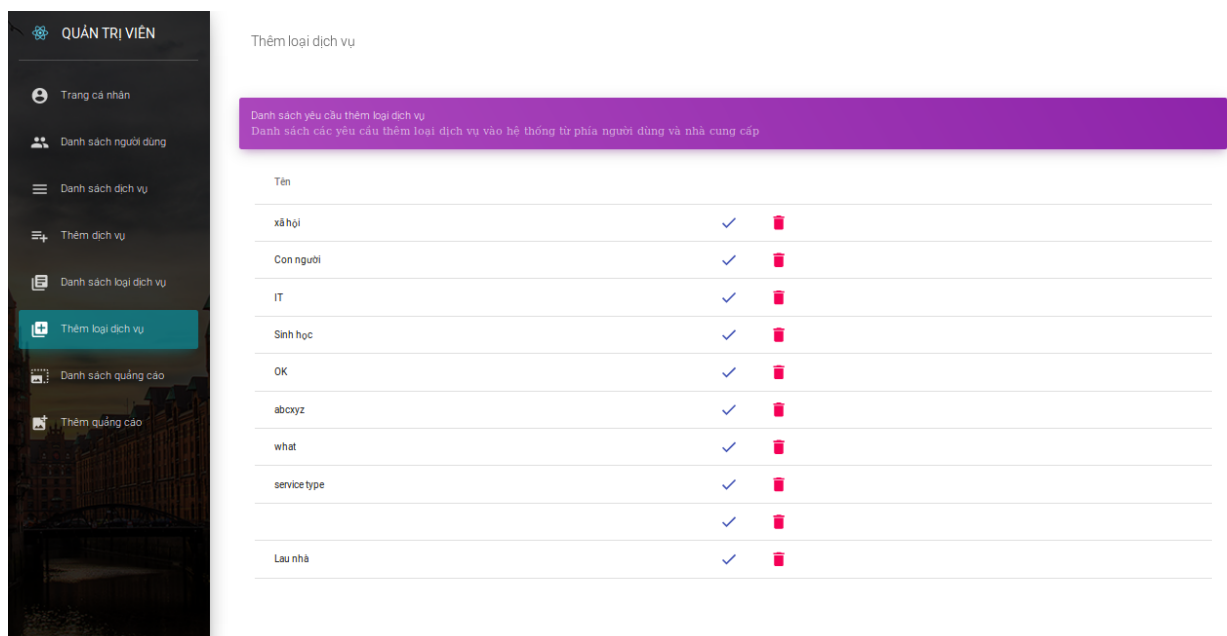 QUẢN TRỊ VIÊN
Trang cá nhân
Danh sách người dùng
Danh sách dịch vụ
Thêm dịch vụ
Danh sách loại dịch vụ
Thêm loại dịch vụ
Danh sách quảng cáo
Thêm quảng cáo
Thêm loại dịch vụ
Danh sách yêu cầu thêm loại dịch vụ
Danh sách các yêu cầu thêm loại dịch vụ vào hệ thống từ phía người dùng và nhà cung cấp
Tên
xã hội
Con người
IT
Sinh học
OK
abcxyz
what
service type
Lau nhà